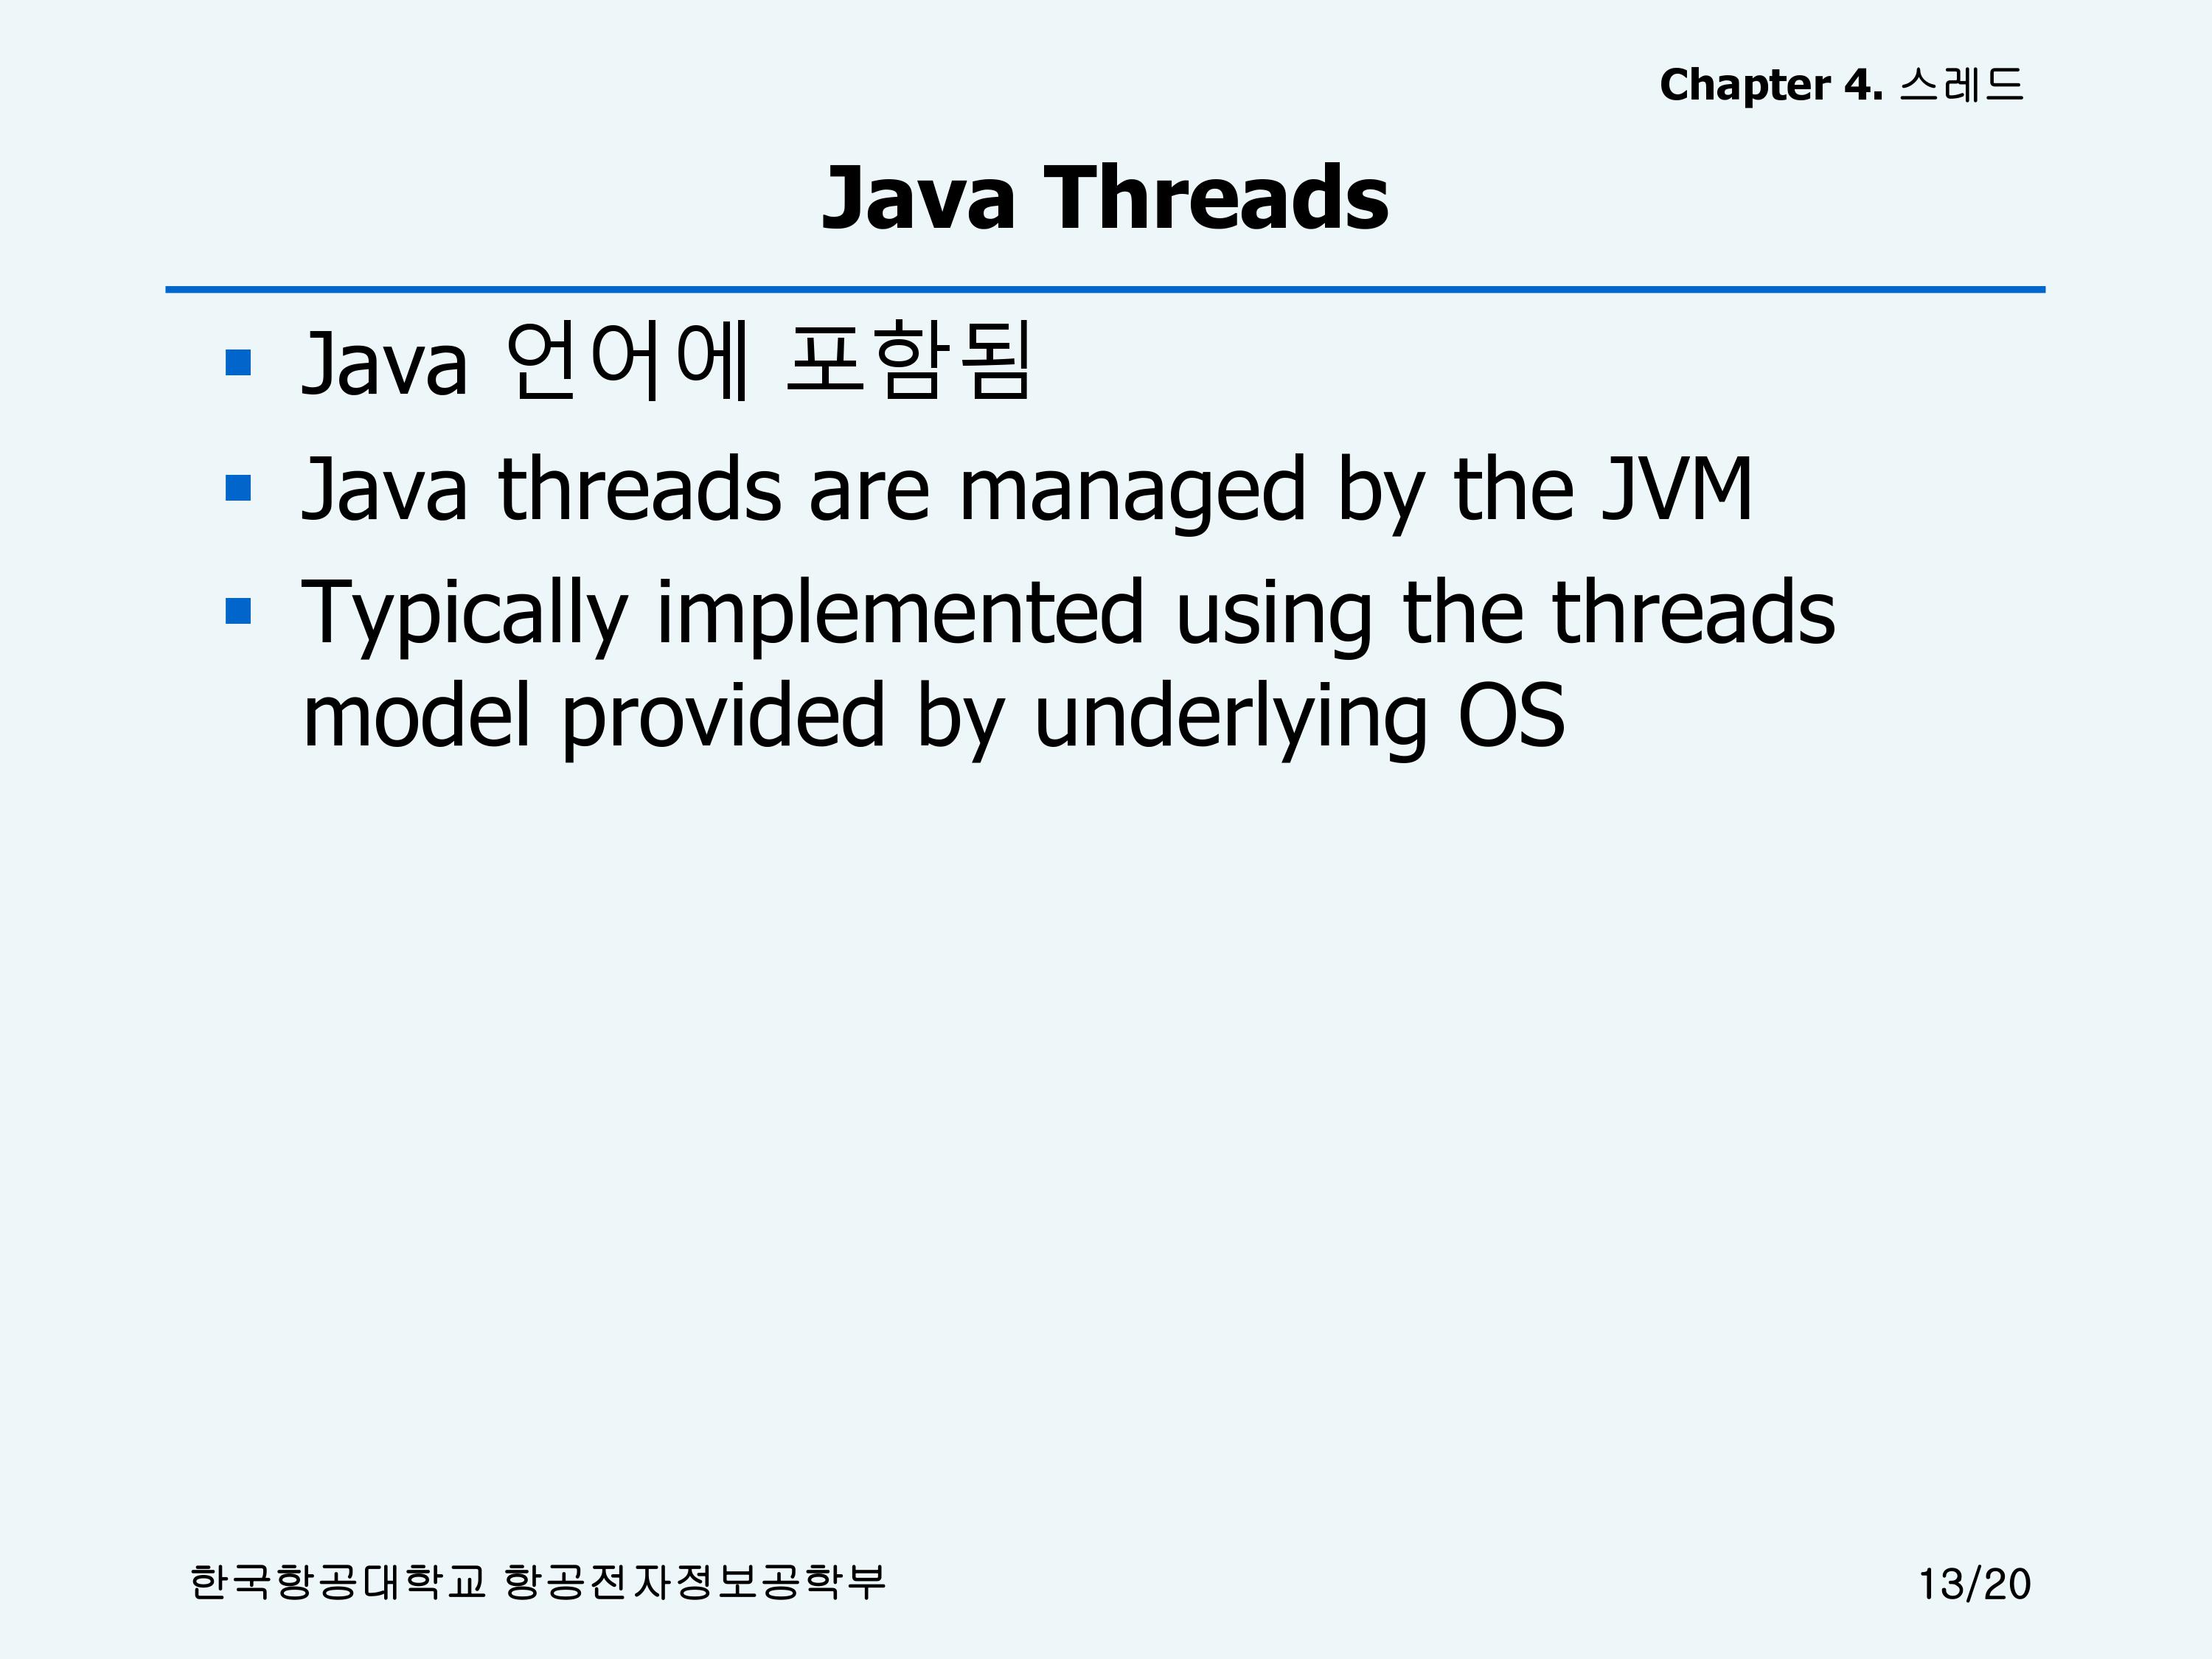 Chapter 4. 스레드
Java Threads
Java 언어에 포함됨
Java threads are managed by the JVM
Typically implemented using the threads
model provided by underlying OS
한국항공대학교 항공전자정보공학부
13/20